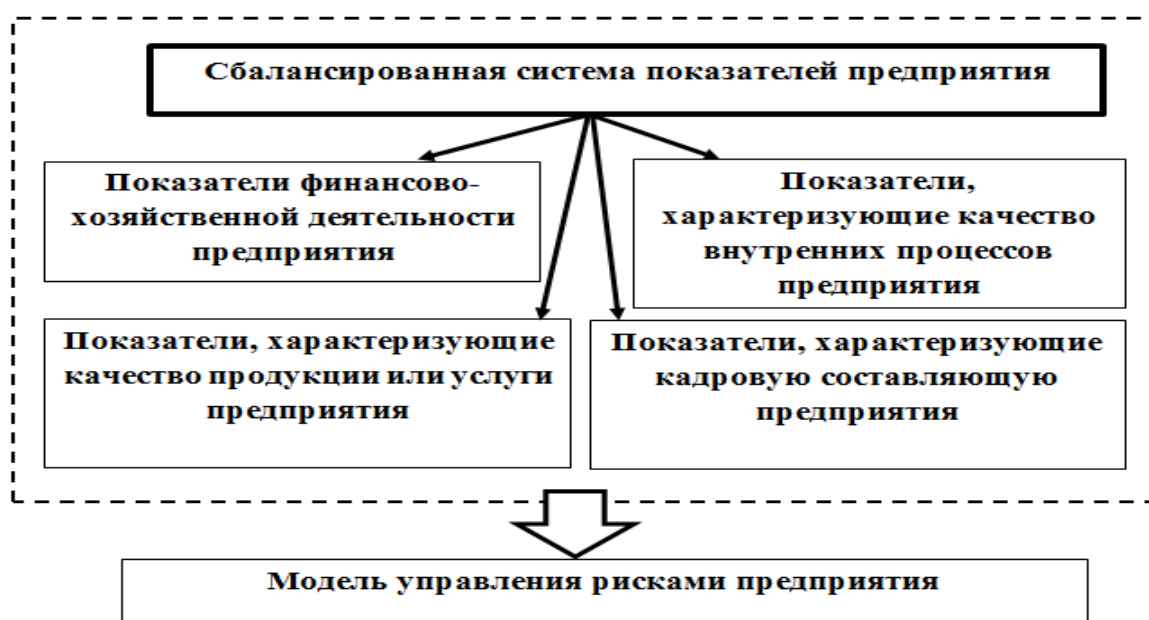 Сбалансированная система показателей предприятия
Показатели финансово-
хозяйственной деятельности
предприятия
Показатели,
характеризующие качество
внутренних процессов
предприятия
Показатели, характеризующие
качество продукции или услуги
предприятия
Показатели, характеризующие
кадровую составляющую
предприятия
Модель управления рисками предприятия